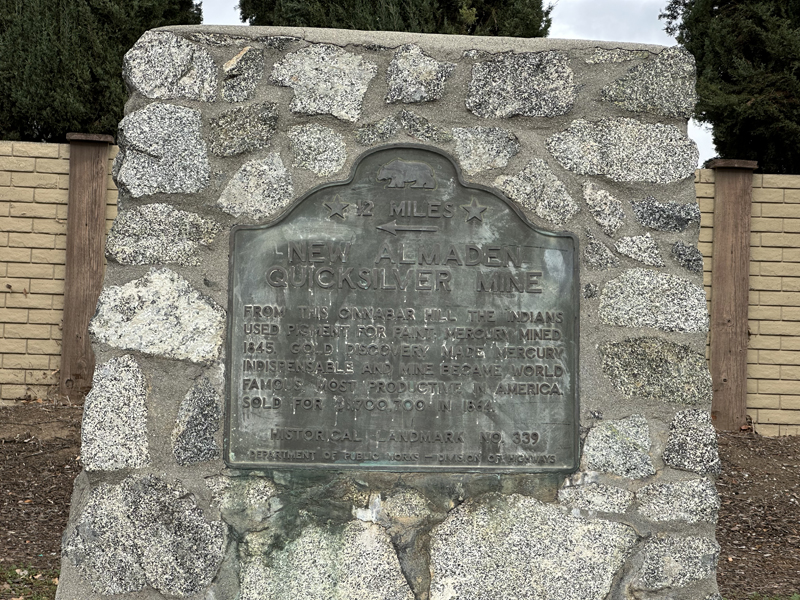 12 MILES
NEW ALMADEN
QUICKSILVER MINE
FROM THIS CINNABAR HILL THE INDIANS
USED PIGMENT FOR PAINT. MERCURY MINED,
1845. GOLD DISCOVERY MADE MERCURY
INDISPENSABLE AND MINE BECAME WORLD
FAMOUS, MOST PRODUCTIVE IN AMERICA.
SOLD FOR IN 1864.
HISTORICAL LANDMARK NO. 339
DEPARTMENT OF PUBLIC WORKS — DIVISION OF HIGHWAYS